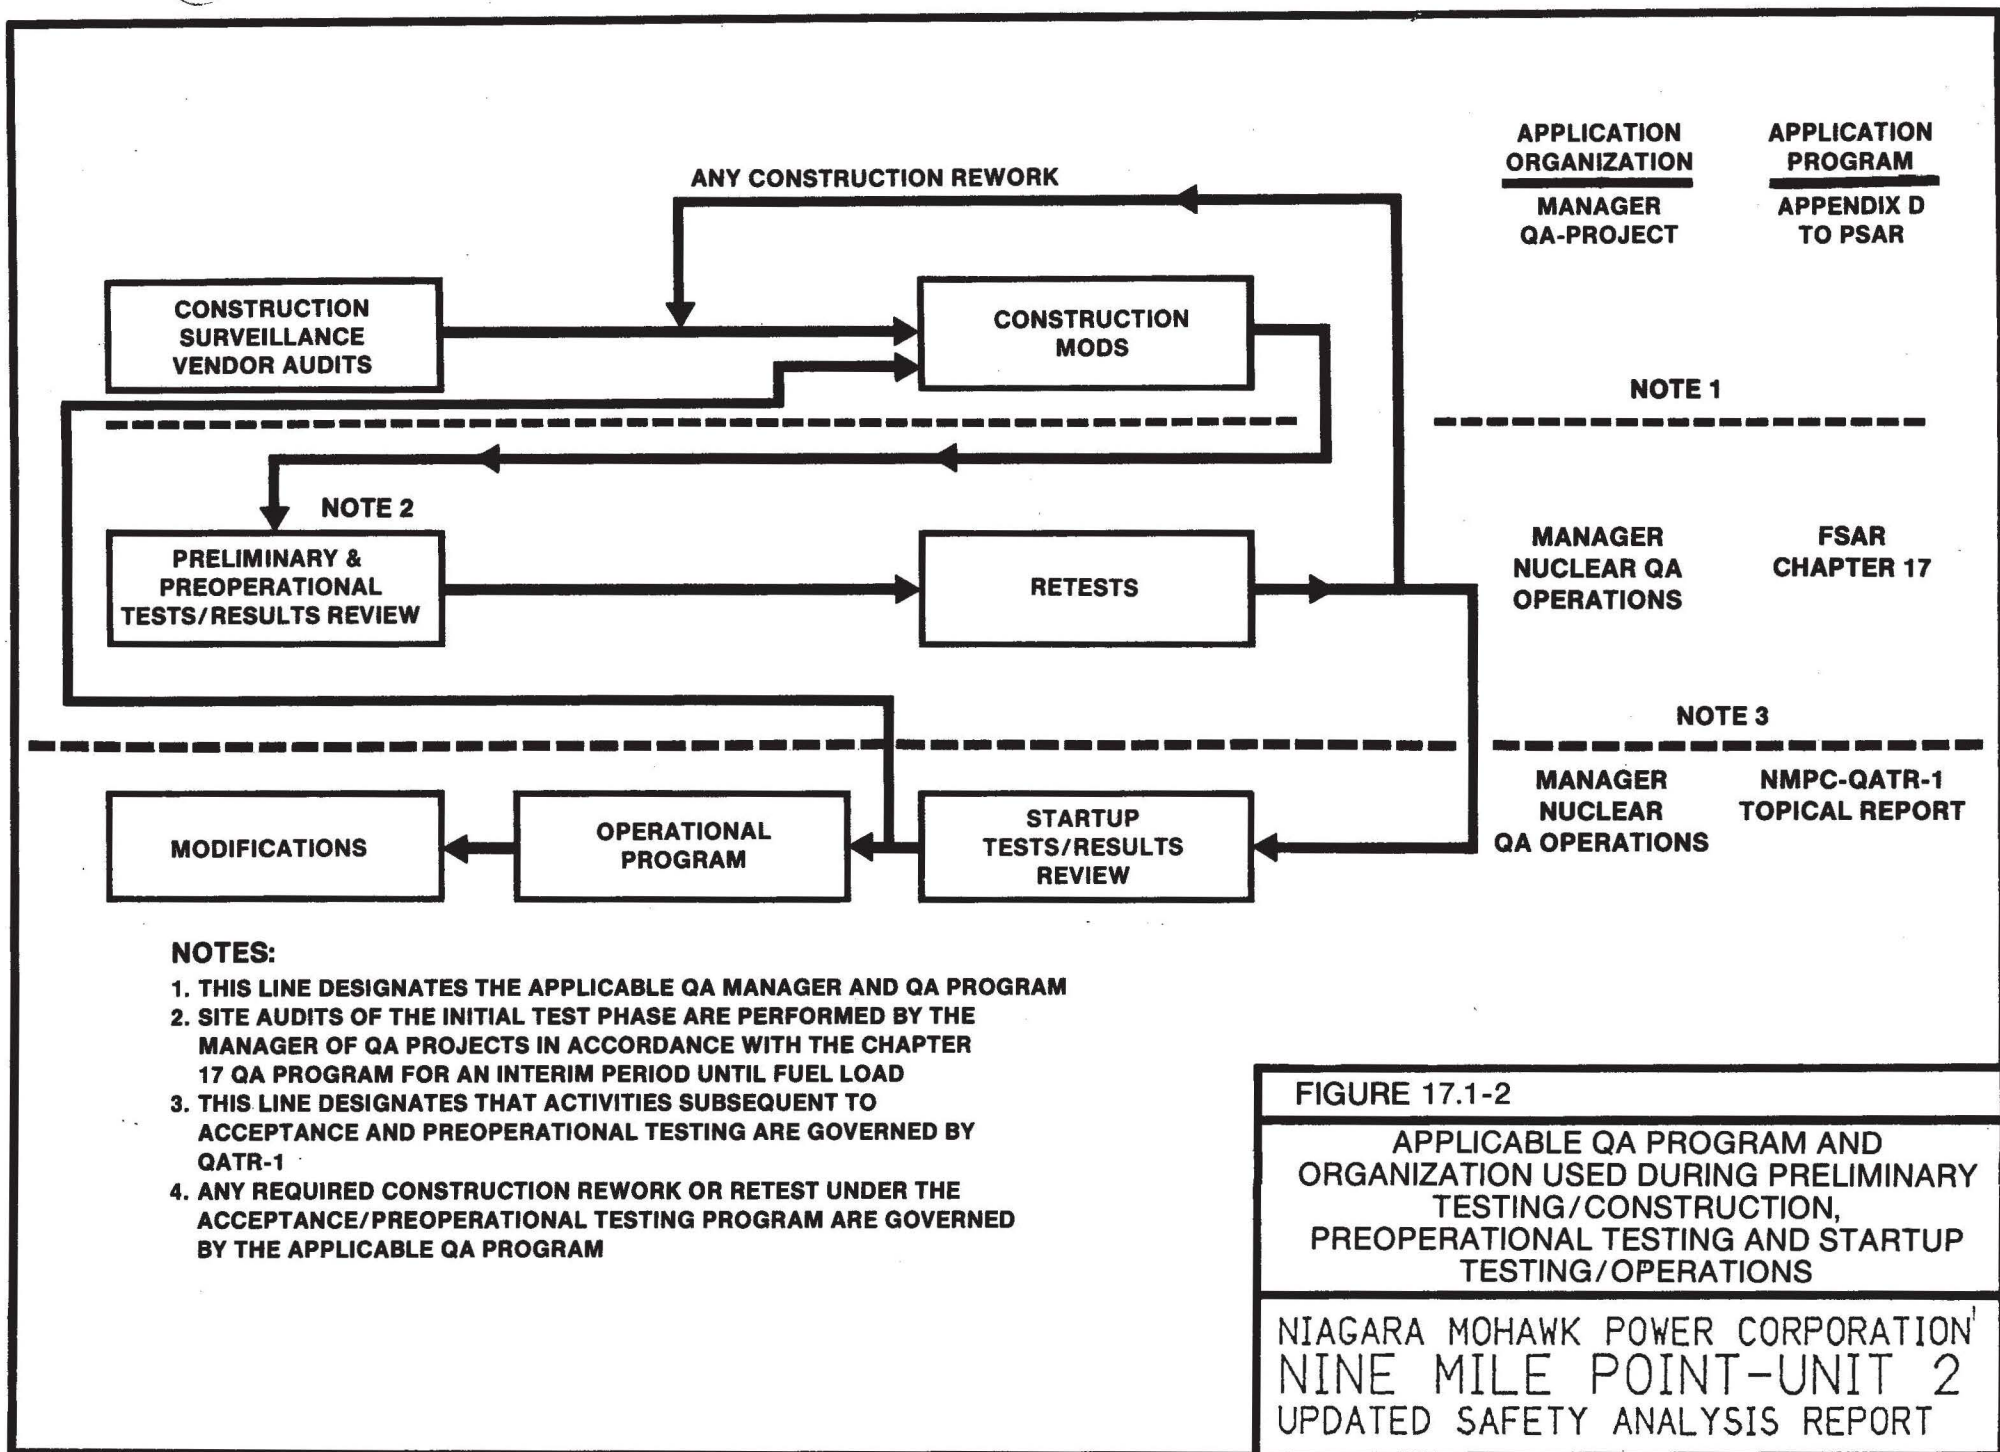 APPLICATION
ORGANIZATION
MANAGER
QA-PROJECT
APPLICATION
PROGRAM
APPENDIX D
TO PSAR
ANY CONSTRUCTION REWORK
CONSTRUCTION
SURVEILLANCE
VENDOR AUDITS
CONSTRUCTION
MODS
NOTE 1
NOTE 2
PRELIMINARY &
PREOPERATIONAL
TESTS/RESULTS REVIEW
RETESTS
MANAGER
NUCLEAR QA
OPERATIONS
FSAR
CHAPTER 17
NOTE 3
MODIFICATIONS
OPERATIONAL
PROGRAM
STARTUP
TESTS/RESULTS
REVIEW
MANAGER
NUCLEAR
QA OPERATIONS
NMPC-QATR-1
TOPICAL REPORT
NOTES:
1. THIS LINE DESIGNATES THE APPLICABLE QA MANAGER AND QA PROGRAM
2. SITE AUDITS OF THE INITIAL TEST PHASE ARE PERFORMED BY THE
MANAGER OF QA PROJECTS IN ACCORDANCE WITH THE CHAPTER
17 QA PROGRAM FOR AN INTERIM PERIOD UNTIL FUEL LOAD
3. THIS LINE DESIGNATES THAT ACTIVITIES SUBSEQUENT TO
ACCEPTANCE AND PREOPERATIONAL TESTING ARE GOVERNED BY
QATR-1
4. ANY REQUIRED CONSTRUCTION REWORK OR RETEST UNDER THE
ACCEPTANCE/PREOPERATIONAL TESTING PROGRAM ARE GOVERNED
BY THE APPLICABLE QA PROGRAM
FIGURE 17.1-2
APPLICABLE QA PROGRAM AND
ORGANIZATION USED DURING PRELIMINARY
TESTING/CONSTRUCTION,
PREOPERATIONAL TESTING AND STARTUP
TESTING/OPERATIONS
NIAGARA MOHAWK POWER CORPORATION
NINE MILE POINT-UNIT 2
UPDATED SAFETY ANALYSIS REPORT